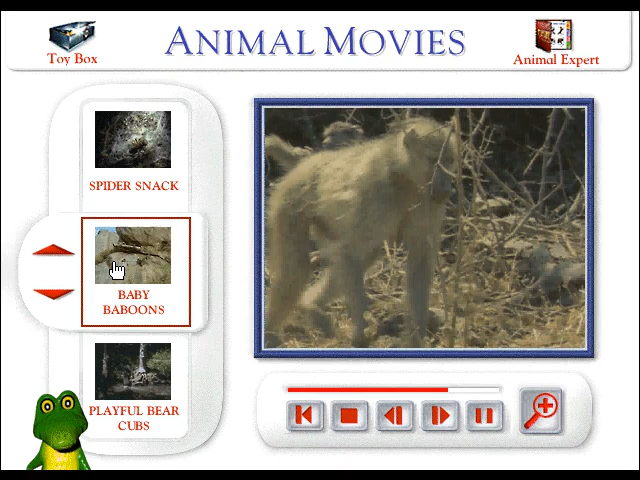 ANIMAL MOVIES
Toy Box
Animal Expert
SPIDER SNACK
BABY
BABOONS
PLAYFUL BEAR
CUBS